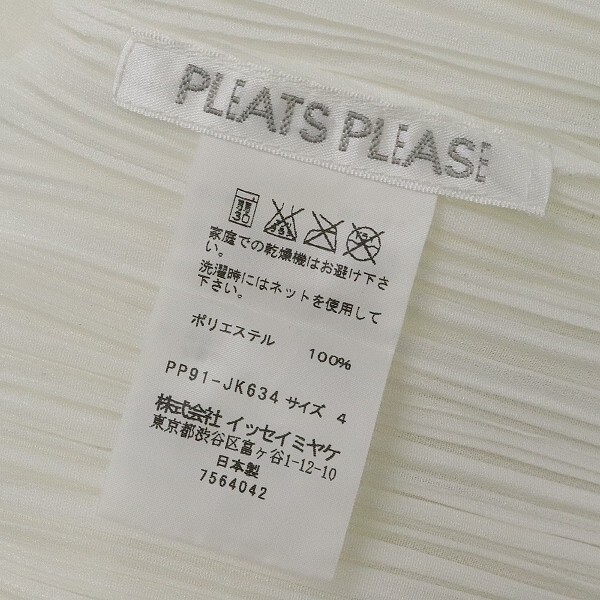 PLEATS PLEASE
30
家庭での乾燥機はお避け下さ
い。
洗濯時にはネットを使用して
下さい。
ポリエステル 100%
PP91-JK634 サイズ 4
株式会社 イッセイミヤケ
東京都渋谷区富ヶ谷1-12-10
日本製
7564042